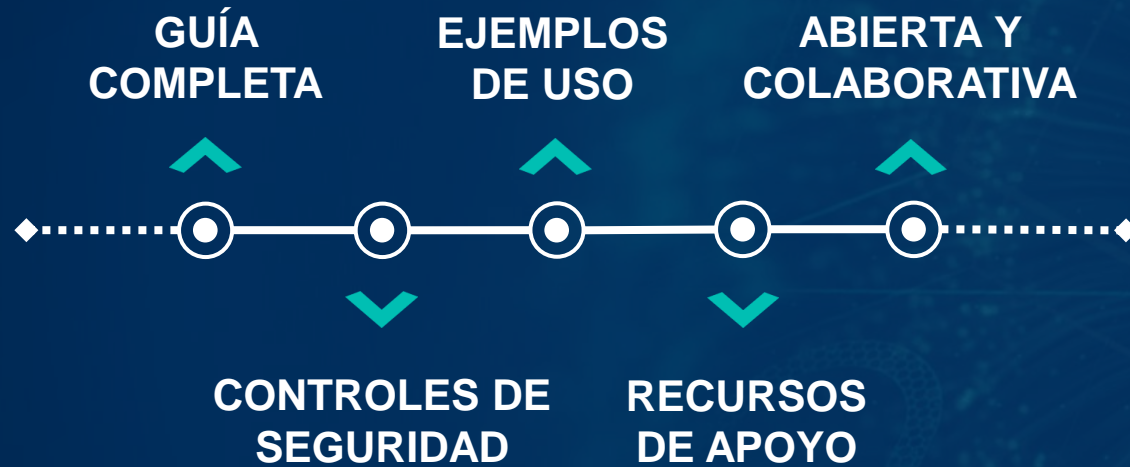 GUÍA
COMPLETA
EJEMPLOS
DE USO
ABIERTA Y
COLABORATIVA
CONTROLES DE
SEGURIDAD
RECURSOS
DE APOYO